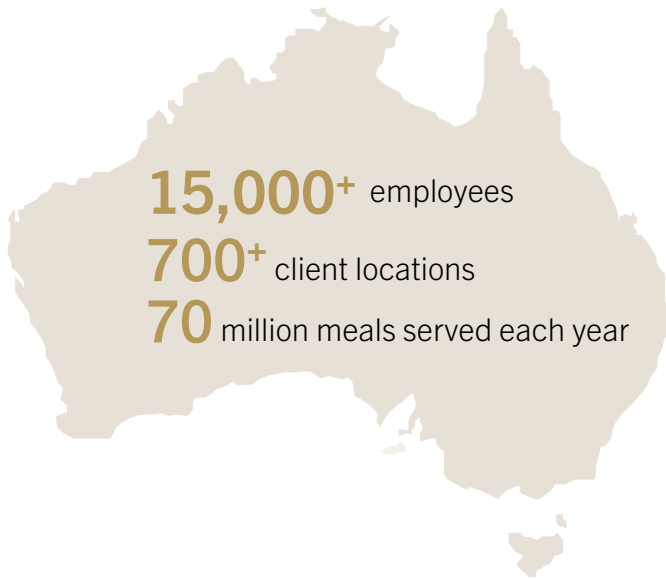 15,000+ employees
700+ client locations
70 million meals served each year